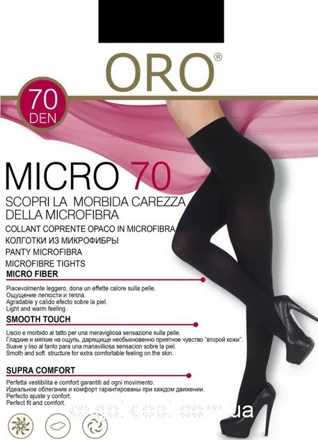 ORO®
70
DEN
MICRO 70
SCOPRI LA MORBIDA CAREZZA
DELLA MICROFIBRA
COLLANT COPRENTE OPACO IN MICROFIBRA
КОЛГОТКИ ИЗ МИКРОФИБРЫ
PANTY MICROFIBRA
MICROFIBRE TIGHTS
MICRO FIBER
Piacevolmente leggero, dona un effetto calore sulla pelle.
Ощущение легкости и тепла.
Agradable y calido efecto sobre la piel.
Light and warm feeling.
SMOOTH TOUCH
Liscio e morbido al tatto per una meravigliosa sensazione sulla pelle.
Гладкие и мягкие на ощупь, дарящие необыкновенно приятное чувство "второй кожи".
Suave y liso al tanto para una maravillosa sensacion sobre la piel.
Smooth and soft structure for extra comfortable feeling on the skin.
SUPRA COMFORT
Perfetta vestibilità e comfort garantiti ad ogni movimento.
Идеальное облегание и комфорт гарантированы при каждом движении.
Perfecto ajuste y confort.
Perfect fit and comfort.